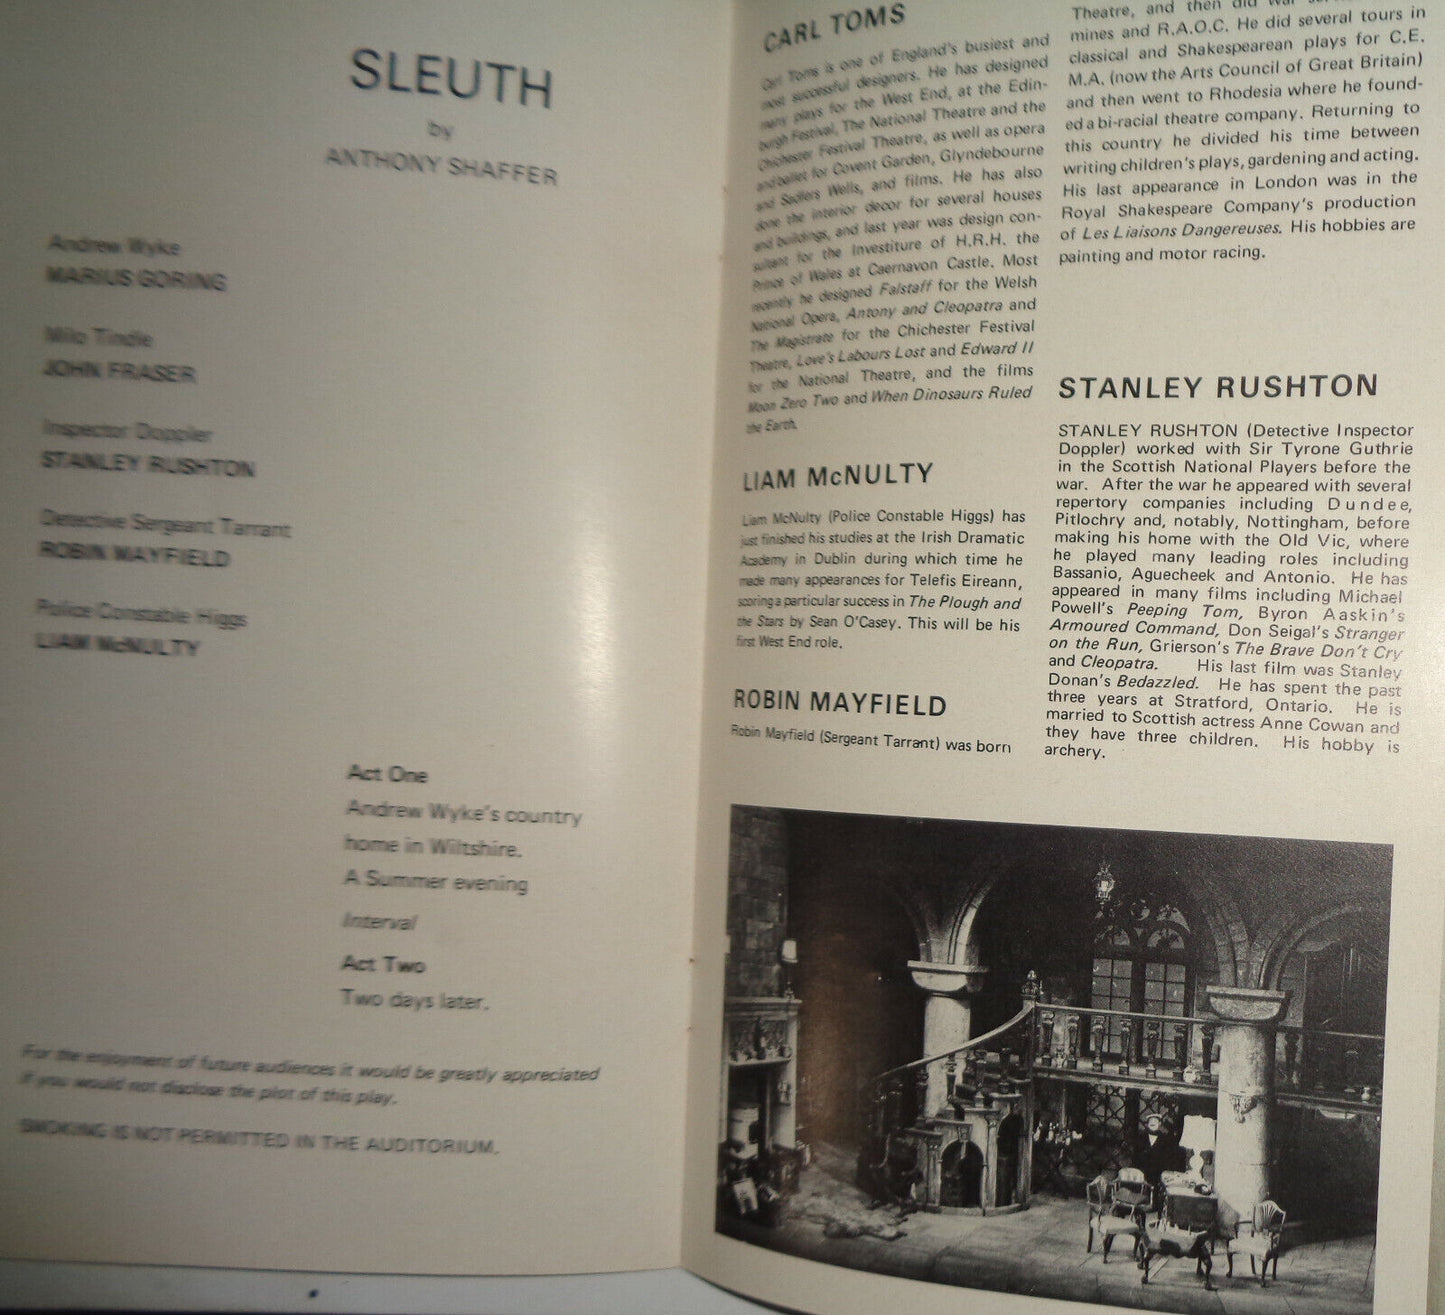 SLEUTH
by
ANTHONY SHAFFER
Andrew Wyke
MARIUS GORING
Milo Tindle
JOHN FRASER
Inspector Doppler
STANLEY RUSHTON
Detective Sergeant Tarrant
ROBIN MAYFIELD
Police Constable Higgs
LIAM McNULTY
Act One
Andrew Wyke's country
home in Wiltshire.
A Summer evening
Interval
Act Two
Two days later.
For the enjoyment of future audiences it would be greatly appreciated
if you would not disclose the plot of this play.
SMOKING IS NOT PERMITTED IN THE AUDITORIUM.
CARL TOMS
Carl Toms is one of England's busiest and
most successful designers. He has designed
many plays for the West End, at the Edin-
burgh Festival, The National Theatre and the
Chichester Festival Theatre, as well as opera
and ballet for Covent Garden, Glyndebourne
and Sadlers Wells, and films. He has also
done the interior decor for several houses
and buildings, and last year was design con-
sultant for the Investiture of H.R.H. the
Prince of Wales at Caernavon Castle. Most
recently he designed Falstaff for the Welsh
National Opera, Antony and Cleopatra and
The Magistrate for the Chichester Festival
Theatre, Love's Labours Lost and Edward II
for the National Theatre, and the films
Moon Zero Two and When Dinosaurs Ruled
the Earth.
LIAM McNULTY
Liam McNulty (Police Constable Higgs) has
just finished his studies at the Irish Dramatic
Academy in Dublin during which time he
made many appearances for Telefis Eireann,
scoring a particular success in The Plough and
the Stars by Sean O'Casey. This will be his
first West End role.
ROBIN MAYFIELD
Robin Mayfield (Sergeant Tarrant) was born
Theatre, and then did war
mines and R.A.O.C. He did several tours in
classical and Shakespearean plays for C.E.
M.A. (now the Arts Council of Great Britain)
and then went to Rhodesia where he found-
ed a bi-racial theatre company. Returning to
this country he divided his time between
writing children's plays, gardening and acting.
His last appearance in London was in the
Royal Shakespeare Company's production
of Les Liaisons Dangereuses. His hobbies are
painting and motor racing.
STANLEY RUSHTON
STANLEY RUSHTON (Detective Inspector
Doppler) worked with Sir Tyrone Guthrie
in the Scottish National Players before the
war. After the war he appeared with several
repertory companies including Dundee,
Pitlochry and, notably, Nottingham, before
making his home with the Old Vic, where
he played many leading roles including
Bassanio, Aguecheek and Antonio. He has
appeared in many films including Michael
Powell's Peeping Tom, Byron Aaskin's
Armoured Command, Don Seigal's Stranger
on the Run, Grierson's The Brave Don't Cry
and Cleopatra. His last film was Stanley
Donan's Bedazzled. He has spent the past
three years at Stratford, Ontario. He is
married to Scottish actress Anne Cowan and
they have three children. His hobby is
archery.